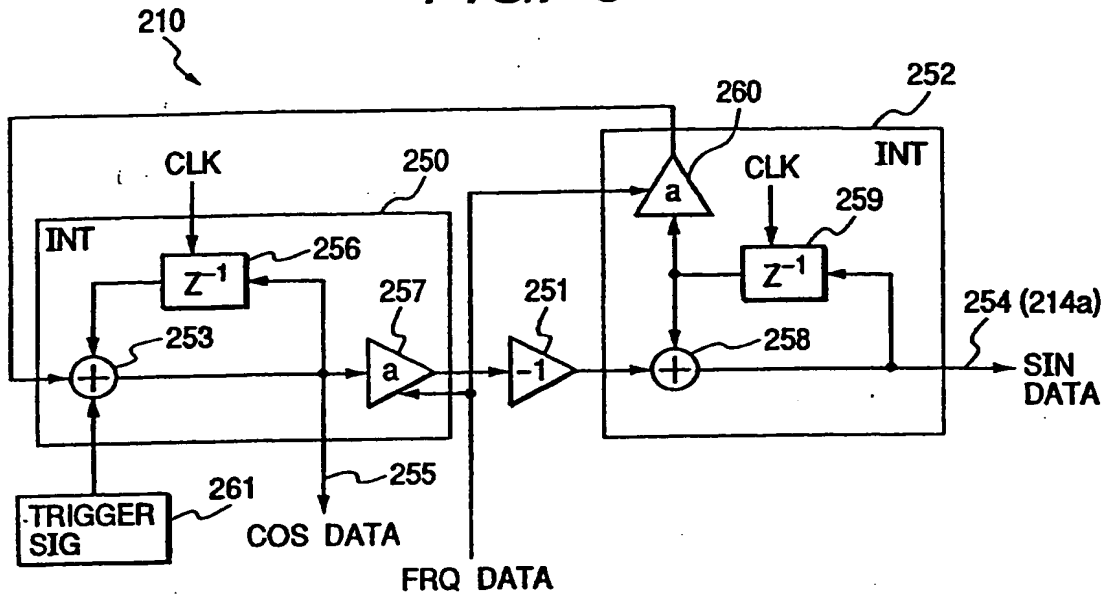 210
252
260
CLK
250
a
INT
CLK
INT
256
259
Z-1
257
251
Z-1
254 (214a)
253
a
-1
258
SIN
DATA
255
261
TRIGGER
SIG
COS DATA
FRQ DATA